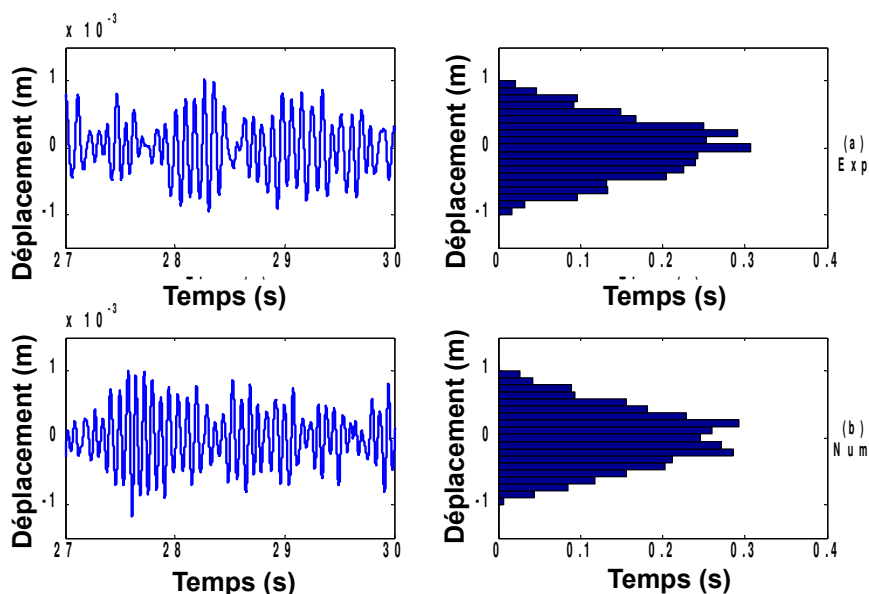 x 10^-3
Déplacement (m)
1
0
-1
27 28 29 30
Temps (s)
Déplacement (m)
1
0
-1
0 0.1 0.2 0.3 0.4
Temps (s)
(a)
Exp
x 10^-3
Déplacement (m)
1
0
-1
27 28 29 30
Temps (s)
Déplacement (m)
1
0
-1
0 0.1 0.2 0.3 0.4
Temps (s)
(b)
Num